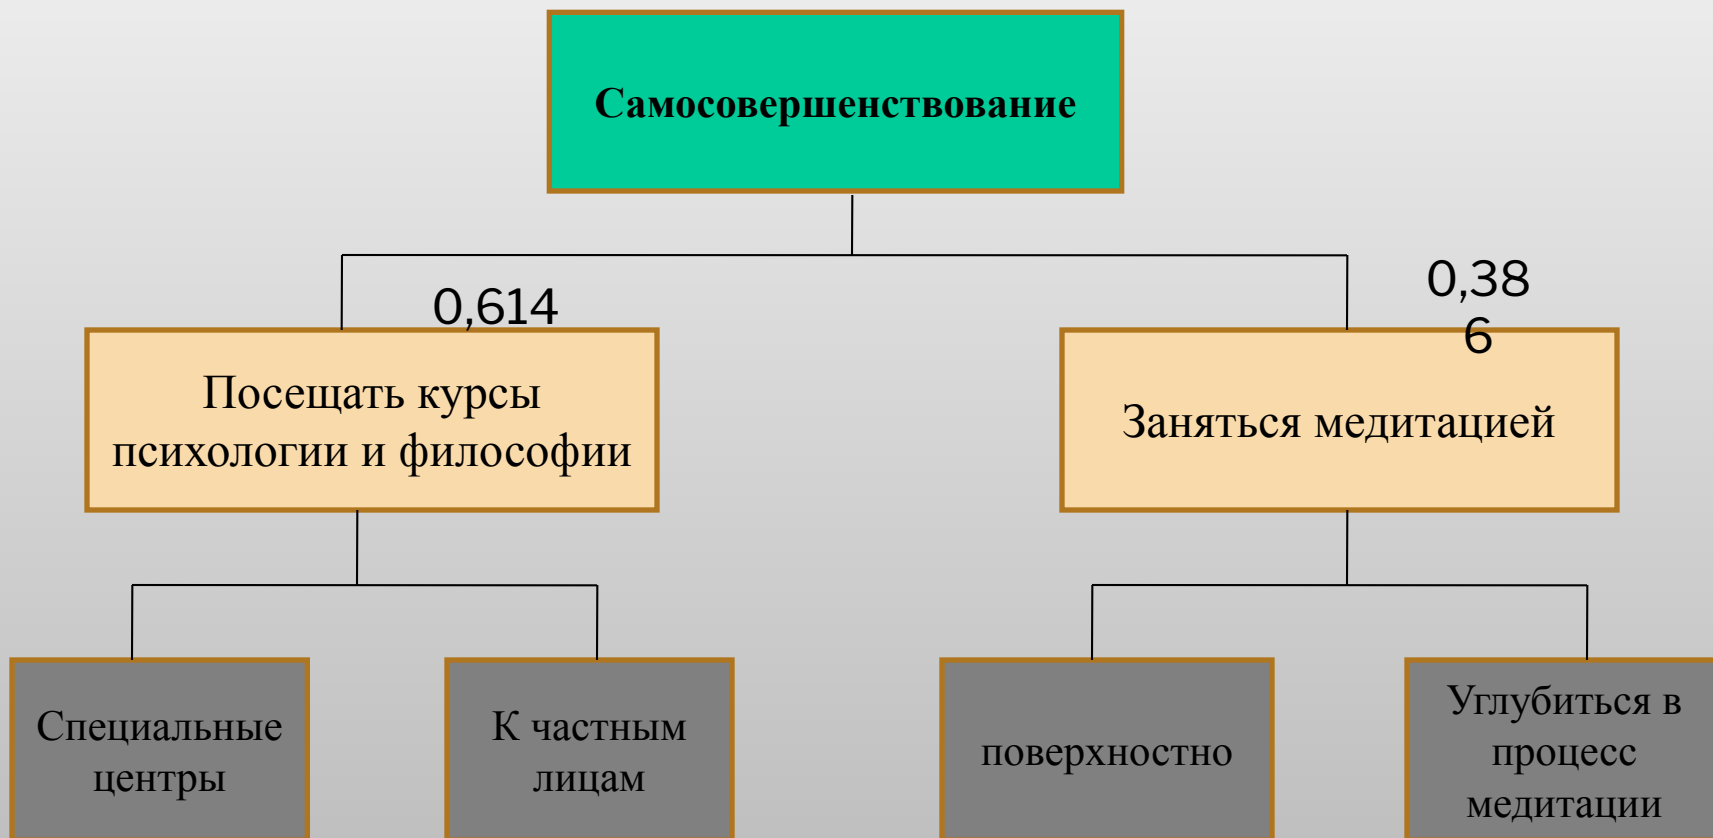 Самосовершенствование
0,614
0,38
6
Посещать курсы
психологии и философии
Заняться медитацией
Специальные
центры
К частным
лицам
поверхностно
Углубиться в
процесс
медитации